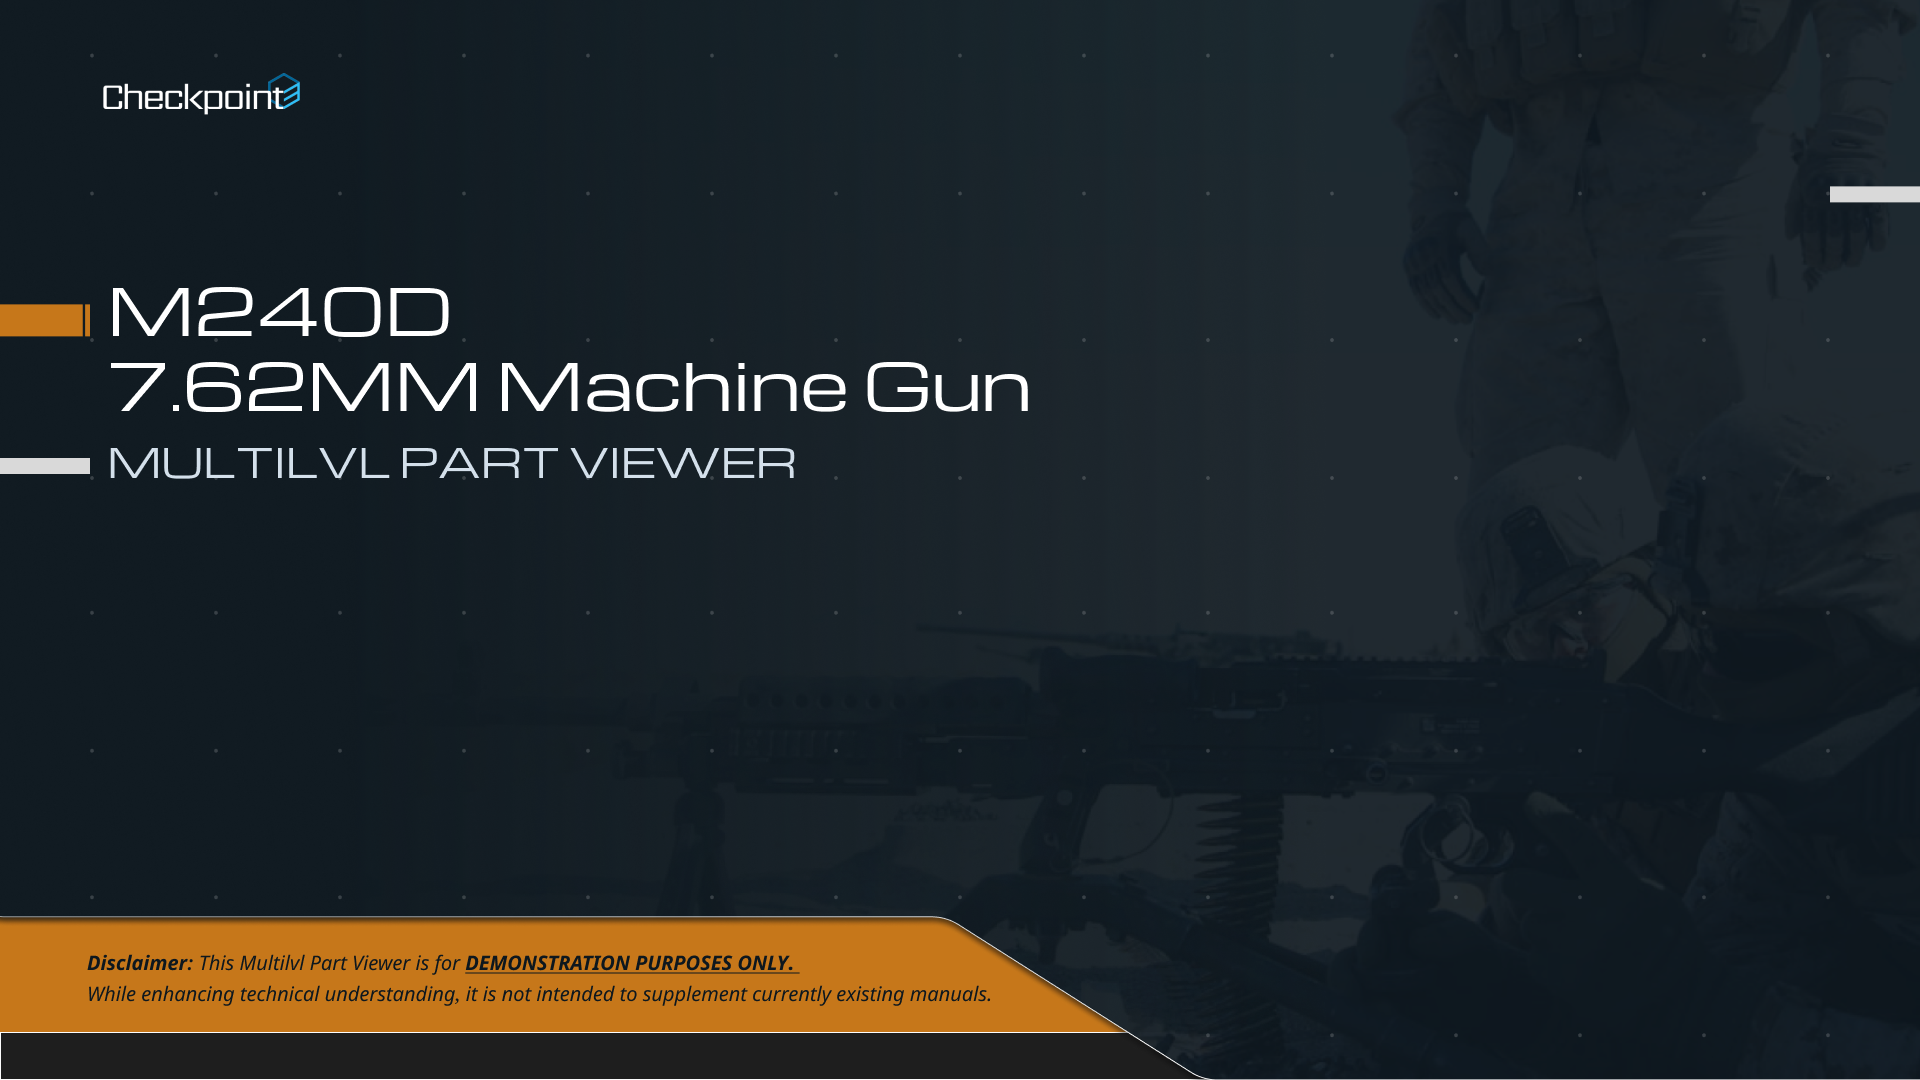 Checkpoint
M240D
7.62MM Machine Gun
MULTILVL PART VIEWER
Disclaimer: This Multilvl Part Viewer is for DEMONSTRATION PURPOSES ONLY.
While enhancing technical understanding, it is not intended to supplement currently existing manuals.